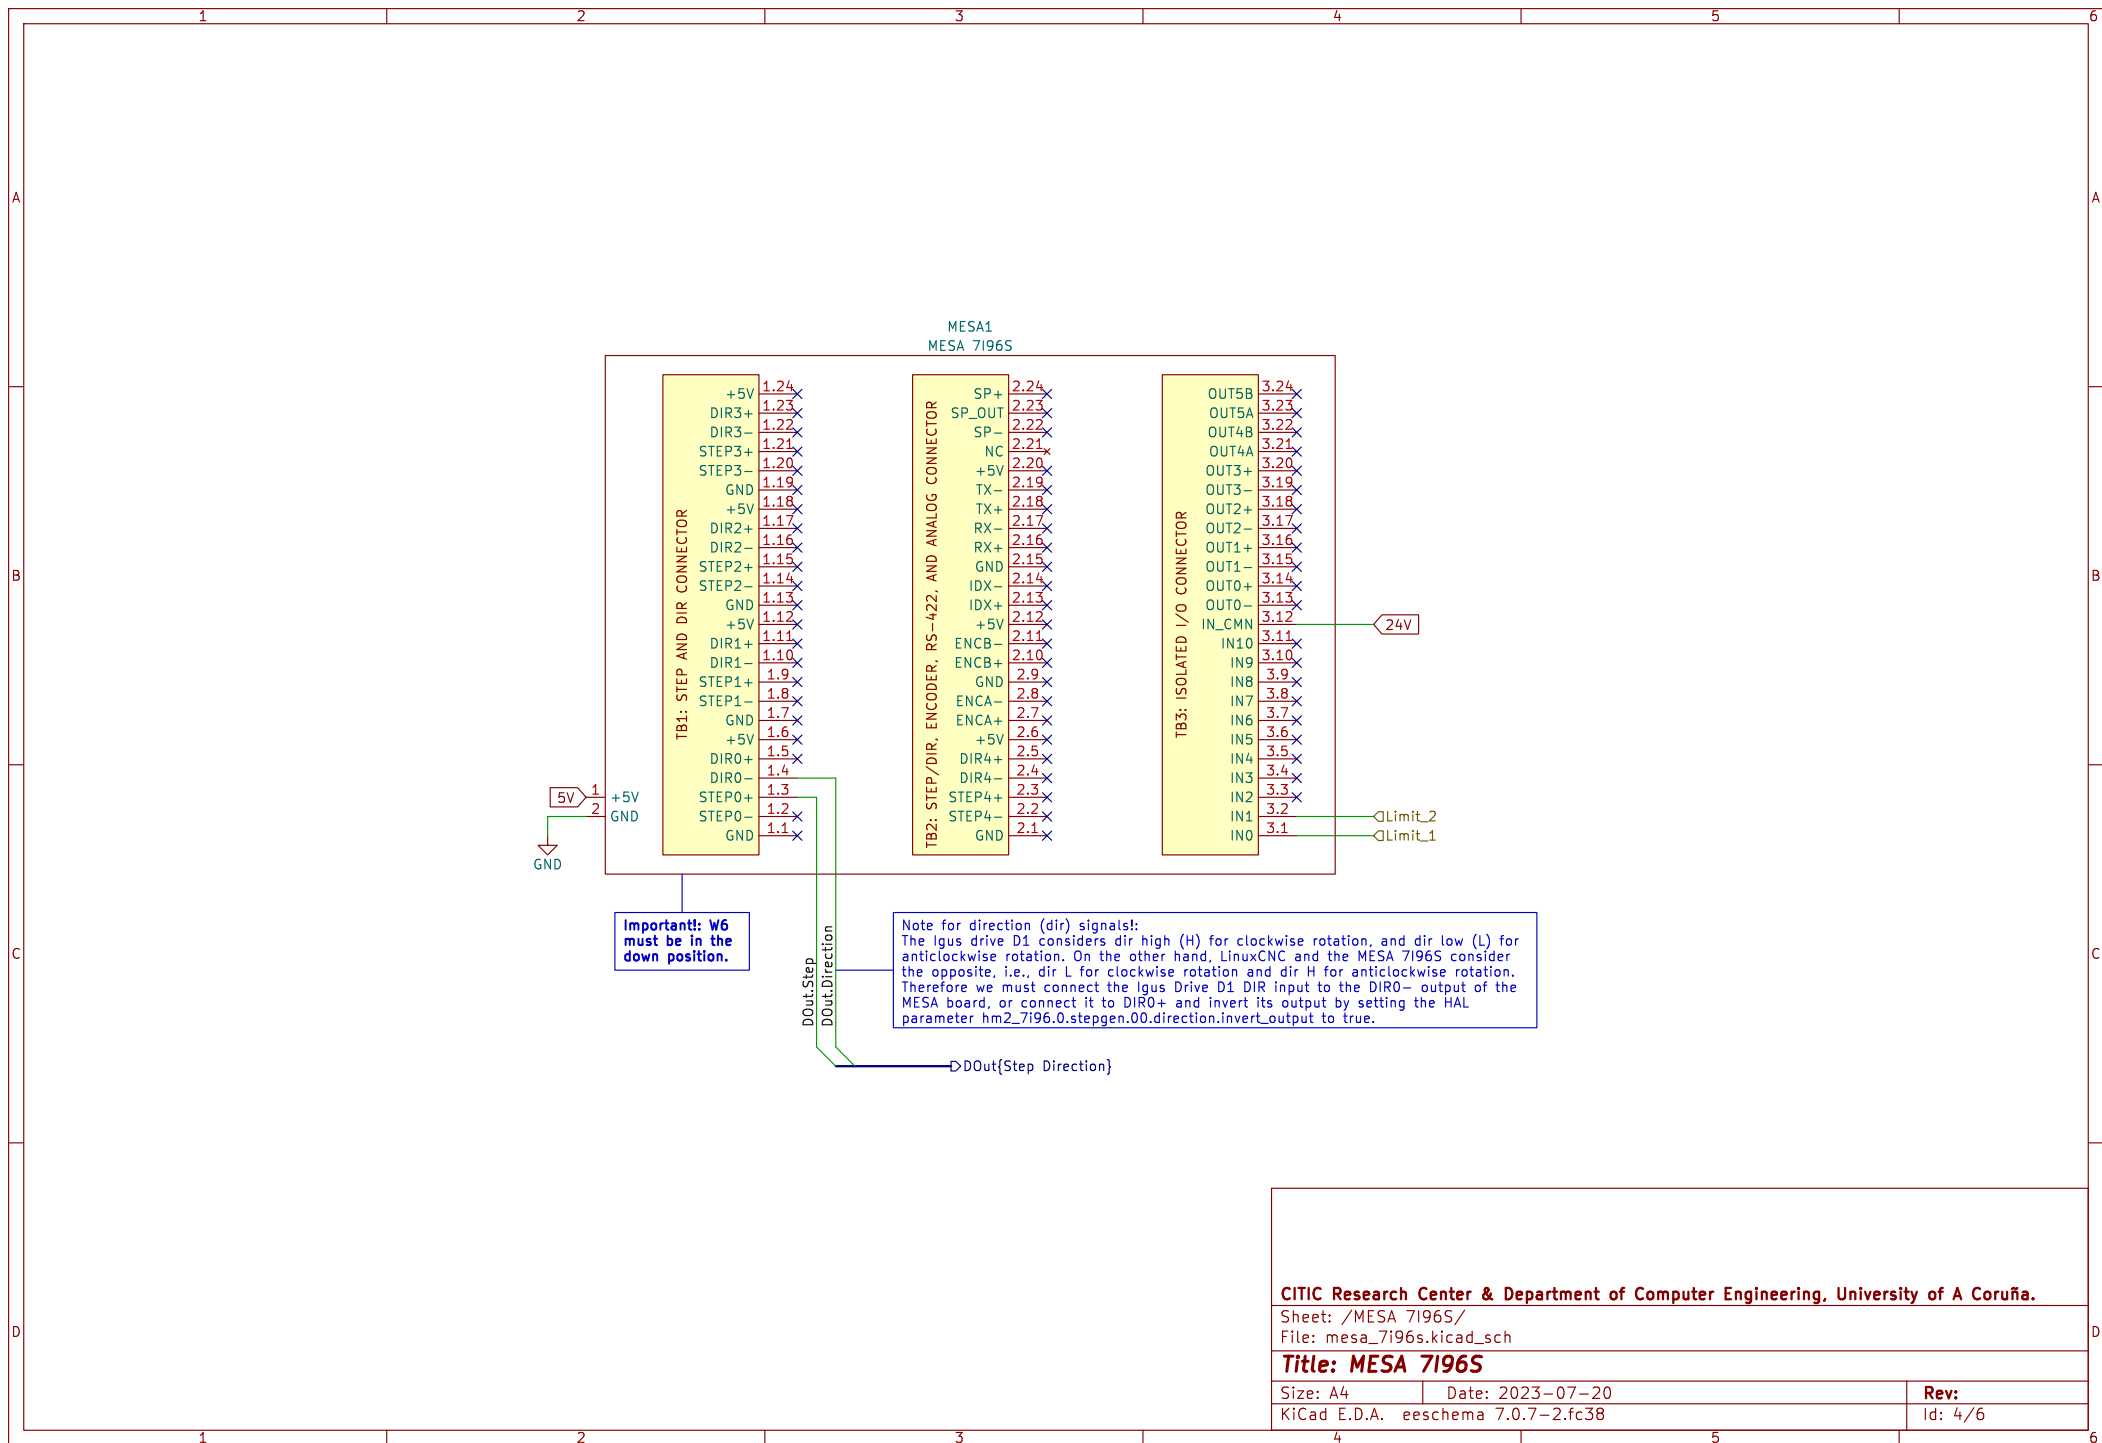 1 2 3 4 5 6
A A
B B
C C
D D
MESA1
MESA 7I96S
TB1: STEP AND DIR CONNECTOR
+5V 1.24
DIR3+ 1.23
DIR3- 1.22
STEP3+ 1.21
STEP3- 1.20
GND 1.19
+5V 1.18
DIR2+ 1.17
DIR2- 1.16
STEP2+ 1.15
STEP2- 1.14
GND 1.13
+5V 1.12
DIR1+ 1.11
DIR1- 1.10
STEP1+ 1.9
STEP1- 1.8
GND 1.7
+5V 1.6
DIR0+ 1.5
DIR0- 1.4
STEP0+ 1.3
STEP0- 1.2
GND 1.1
TB2: STEP/DIR, ENCODER, RS-422, AND ANALOG CONNECTOR
SP+ 2.24
SP_OUT 2.23
SP- 2.22
NC 2.21
+5V 2.20
TX- 2.19
TX+ 2.18
RX- 2.17
RX+ 2.16
GND 2.15
IDX- 2.14
IDX+ 2.13
+5V 2.12
ENCB- 2.11
ENCB+ 2.10
GND 2.9
ENCA- 2.8
ENCA+ 2.7
+5V 2.6
DIR4+ 2.5
DIR4- 2.4
STEP4+ 2.3
STEP4- 2.2
GND 2.1
TB3: ISOLATED I/O CONNECTOR
OUT5B 3.24
OUT5A 3.23
OUT4B 3.22
OUT4A 3.21
OUT3+ 3.20
OUT3- 3.19
OUT2+ 3.18
OUT2- 3.17
OUT1+ 3.16
OUT1- 3.15
OUT0+ 3.14
OUT0- 3.13
IN_CMN 3.12 24V
IN10 3.11
IN9 3.10
IN8 3.9
IN7 3.8
IN6 3.7
IN5 3.6
IN4 3.5
IN3 3.4
IN2 3.3
IN1 3.2 Limit_2
IN0 3.1 Limit_1
5V 1 +5V
2 GND
GND
Important!: W6
must be in the
down position.
DOut.Step
DOut.Direction
Note for direction (dir) signals!:
The Igus drive D1 considers dir high (H) for clockwise rotation, and dir low (L) for
anticlockwise rotation. On the other hand, LinuxCNC and the MESA 7I96S consider
the opposite, i.e., dir L for clockwise rotation and dir H for anticlockwise rotation.
Therefore we must connect the Igus Drive D1 DIR input to the DIR0- output of the
MESA board, or connect it to DIR0+ and invert its output by setting the HAL
parameter hm2_7i96.0.stepgen.00.direction.invert_output to true.
DOut{Step Direction}
CITIC Research Center & Department of Computer Engineering, University of A Coruña.
Sheet: /MESA 7I96S/
File: mesa_7i96s.kicad_sch
Title: MESA 7I96S
Size: A4 Date: 2023-07-20 Rev:
KiCad E.D.A. eeschema 7.0.7-2.fc38 Id: 4/6
1 2 3 4 5 6